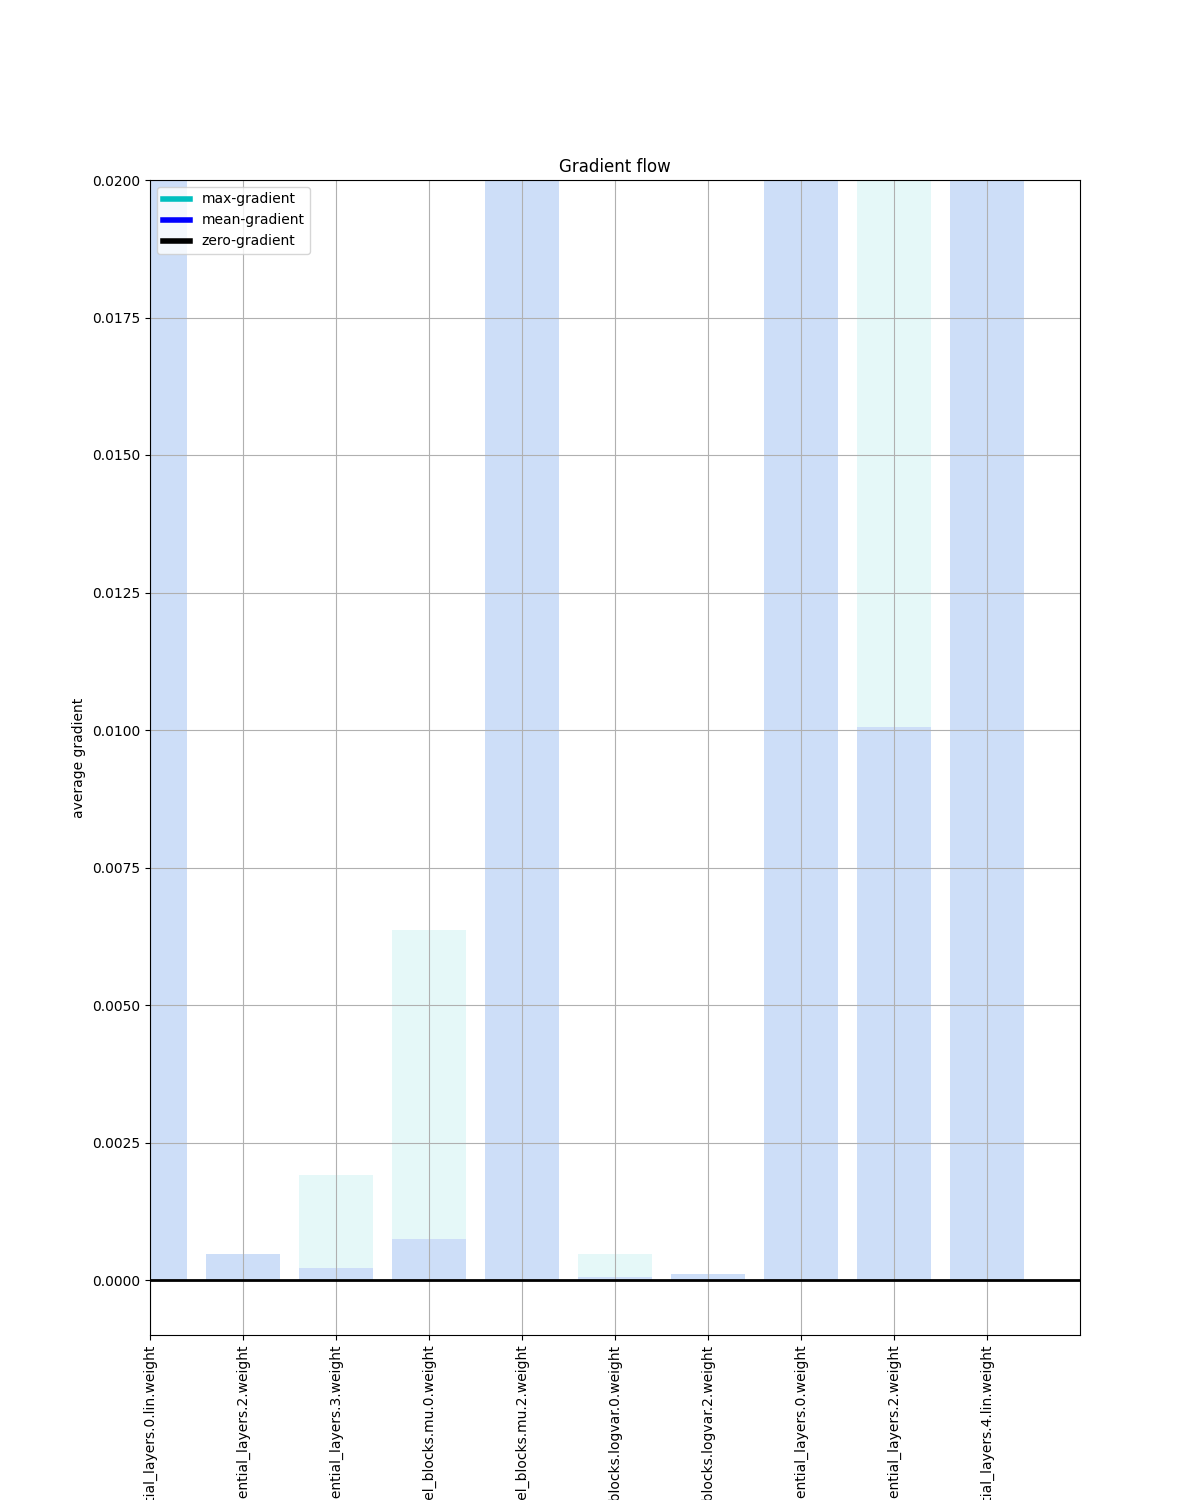 Gradient flow
max-gradient
mean-gradient
zero-gradient
0.0200
0.0175
0.0150
0.0125
0.0100
0.0075
0.0050
0.0025
0.0000
average gradient
tial_layers.0.lin.weight
ential_layers.2.weight
ential_layers.3.weight
el_blocks.mu.0.weight
el_blocks.mu.2.weight
blocks.logvar.0.weight
blocks.logvar.2.weight
ential_layers.0.weight
ential_layers.2.weight
tial_layers.4.lin.weight